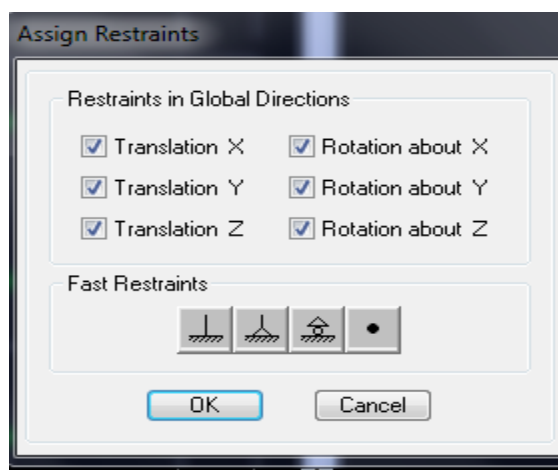 Assign Restraints
Restraints in Global Directions
Translation X Rotation about X
Translation Y Rotation about Y
Translation Z Rotation about Z
Fast Restraints
OK Cancel